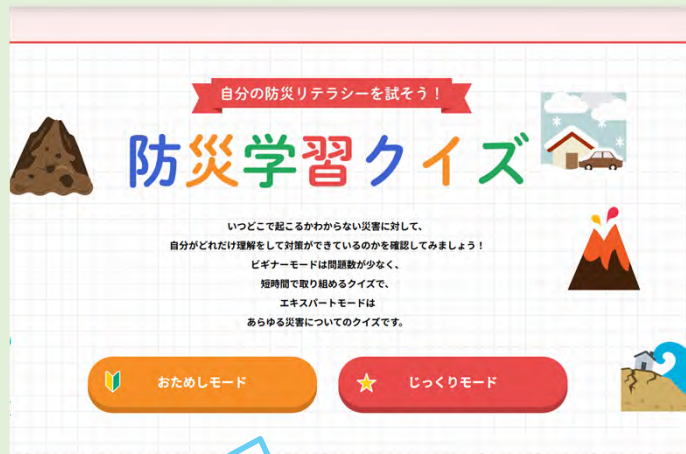 自分の防災リテラシーを試そう！
防災学習クイズ
いつどこで起こるかわからない災害に対して、
自分がどれだけ理解をして対策ができているのかを確認してみましょう！
ビギナーモードは問題数が少なく、
短時間で取り組めるクイズで、
エキスパートモードは
あらゆる災害についてのクイズです。
おためしモード
じっくりモード